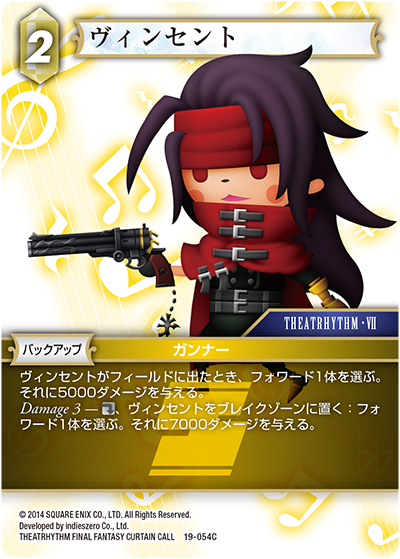 2
ヴィンセント
THEATRHYTHM・VII
バックアップ
ガンナー
ヴィンセントがフィールドに出たとき、フォワード1体を選ぶ。
それに5000ダメージを与える。
Damage 3 — 、ヴィンセントをブレイクゾーンに置く：フォ
ワード1体を選ぶ。それに7000ダメージを与える。
© 2014 SQUARE ENIX CO., LTD. All Rights Reserved.
Developed by indieszero Co., Ltd.
THEATRHYTHM FINAL FANTASY CURTAIN CALL 19-054C